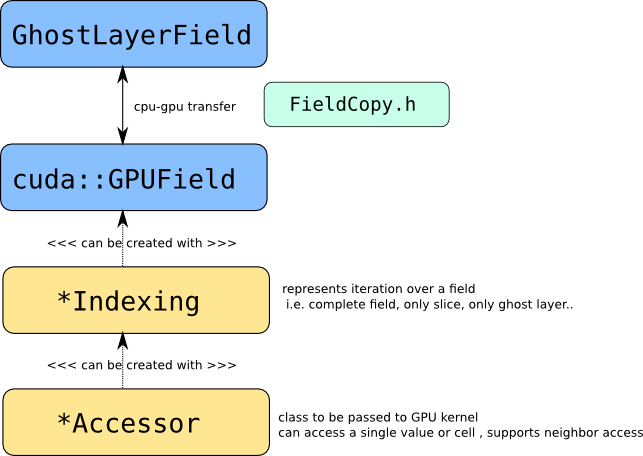 GhostLayerField
cpu-gpu transfer
FieldCopy.h
cuda::GPUField
<<< can be created with >>>
*Indexing
represents iteration over a field
i.e. complete field, only slice, only ghost layer..
<<< can be created with >>>
*Accessor
class to be passed to GPU kernel
can access a single value or cell , supports neighbor access